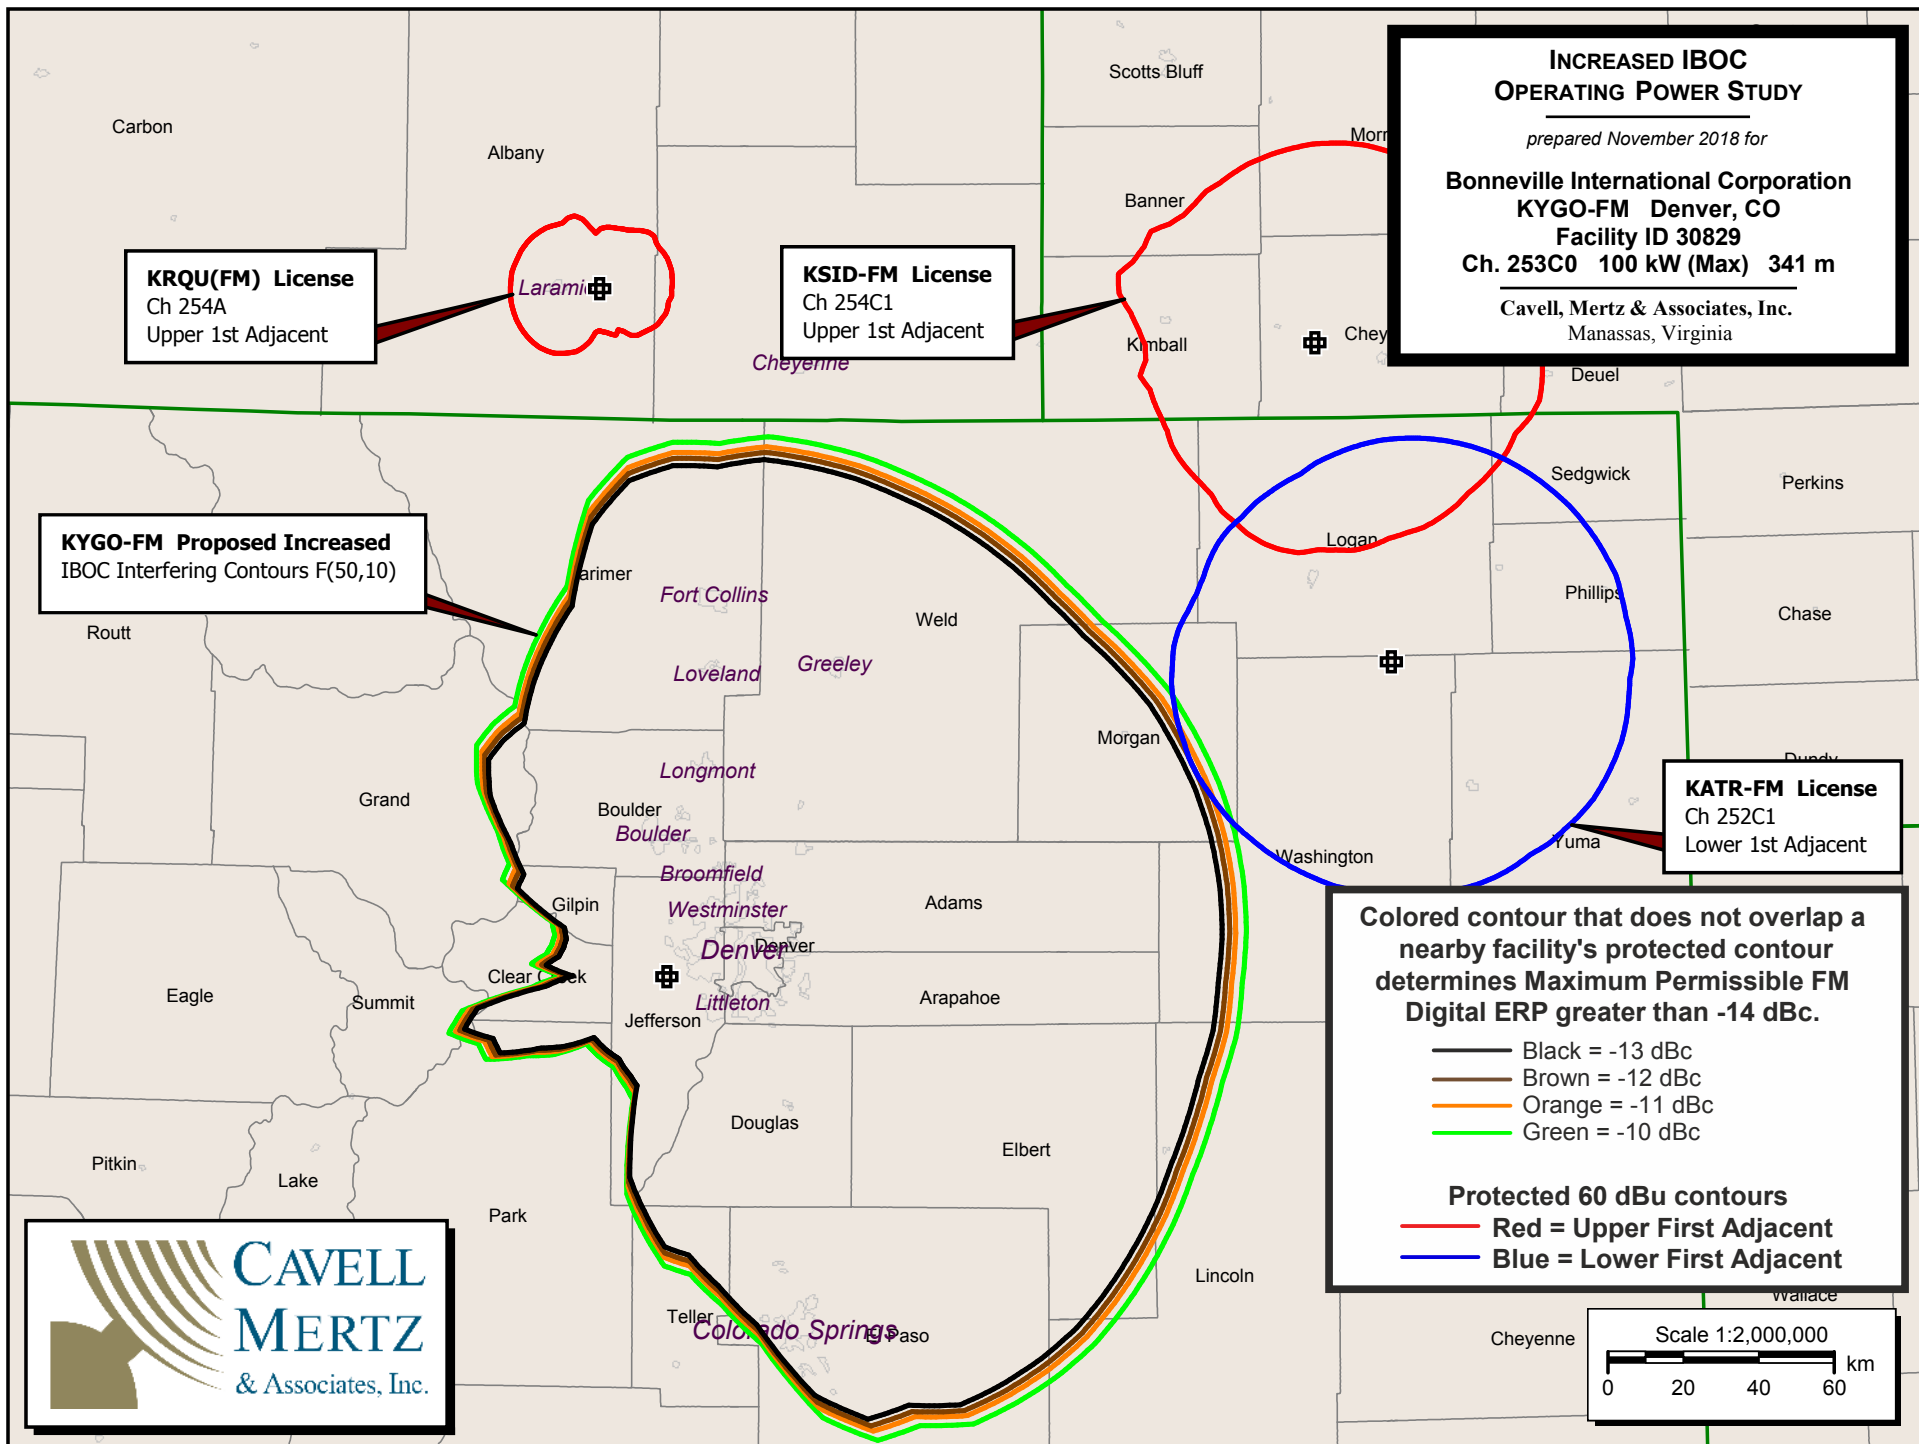 INCREASED IBOC
OPERATING POWER STUDY
prepared November 2018 for
Bonneville International Corporation
KYGO-FM Denver, CO
Facility ID 30829
Ch. 253C0 100 kW (Max) 341 m
Cavell, Mertz & Associates, Inc.
Manassas, Virginia
Scotts Bluff
Carbon
Albany
Morr
Banner
KRQU(FM) License
Ch 254A
Upper 1st Adjacent
Laramie
KSID-FM License
Ch 254C1
Upper 1st Adjacent
Kimball
Chey
Cheyenne
Deuel
Sedgwick
Perkins
KYGO-FM Proposed Increased
IBOC Interfering Contours F(50,10)
Larimer
Logan
Fort Collins
Weld
Phillips
Chase
Routt
Loveland
Greeley
Morgan
Longmont
Dundy
Grand
Boulder
Boulder
KATR-FM License
Ch 252C1
Lower 1st Adjacent
Yuma
Washington
Broomfield
Gilpin
Westminster
Adams
Denver
Denver
Clear Creek
Eagle
Summit
Littleton
Arapahoe
Jefferson
Colored contour that does not overlap a
nearby facility's protected contour
determines Maximum Permissible FM
Digital ERP greater than -14 dBc.
Black = -13 dBc
Brown = -12 dBc
Orange = -11 dBc
Green = -10 dBc
Protected 60 dBu contours
Red = Upper First Adjacent
Blue = Lower First Adjacent
Douglas
Elbert
Pitkin
Lake
Park
Lincoln
Wallace
Teller
Colorado Springs
El Paso
Cheyenne
CAVELL
MERTZ
& Associates, Inc.
Scale 1:2,000,000
km
0 20 40 60